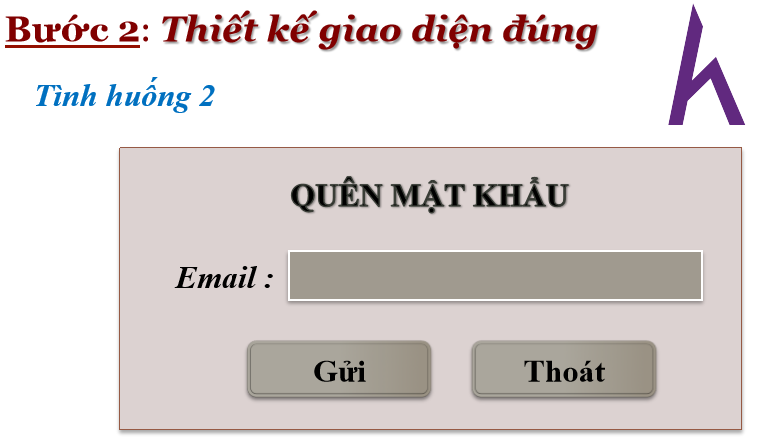 Bước 2: Thiết kế giao diện đúng
Tình huống 2
QUÊN MẬT KHẨU
Email :
Gửi
Thoát